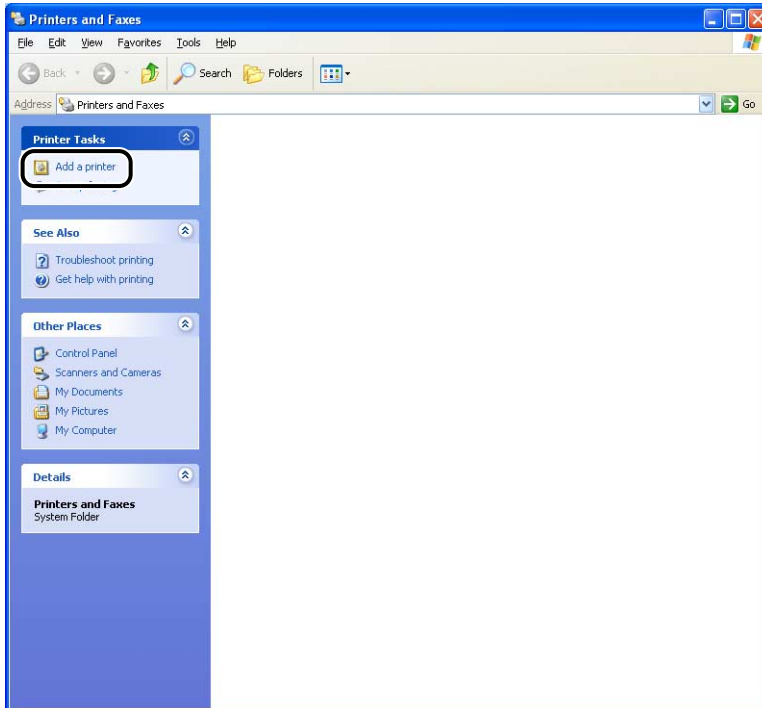 Printers and Faxes
File Edit View Favorites Tools Help
Back Search Folders
Address Printers and Faxes Go
Printer Tasks
Add a printer
See Also
Troubleshoot printing
Get help with printing
Other Places
Control Panel
Scanners and Cameras
My Documents
My Pictures
My Computer
Details
Printers and Faxes
System Folder